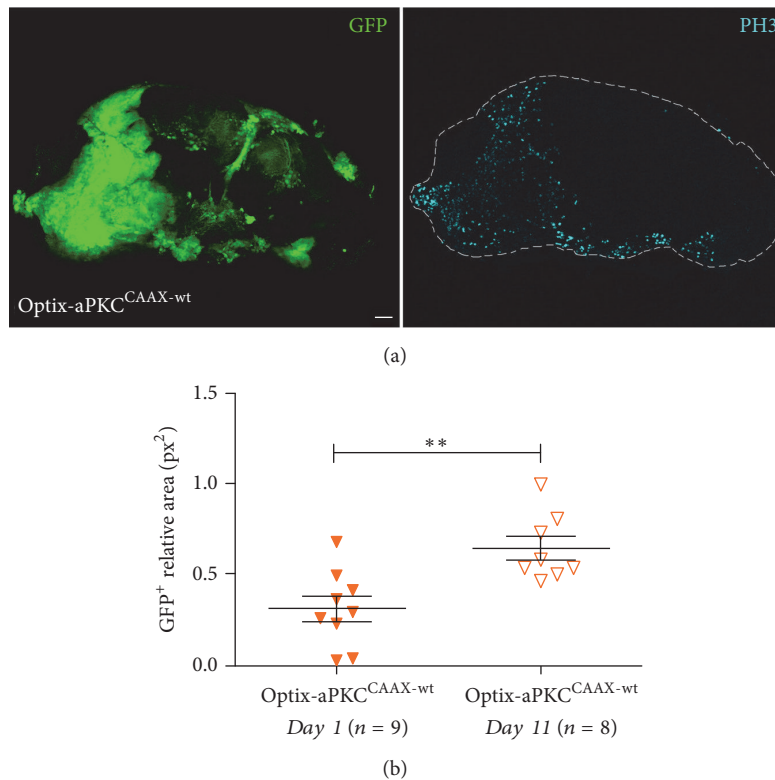 GFP
PH3
Optix-aPKC^CAAX-wt
(a)
1.5
1.0
0.5
0.0
GFP⁺ relative area (px²)
**
Optix-aPKC^CAAX-wt
Day 1 (n = 9)
Optix-aPKC^CAAX-wt
Day 11 (n = 8)
(b)